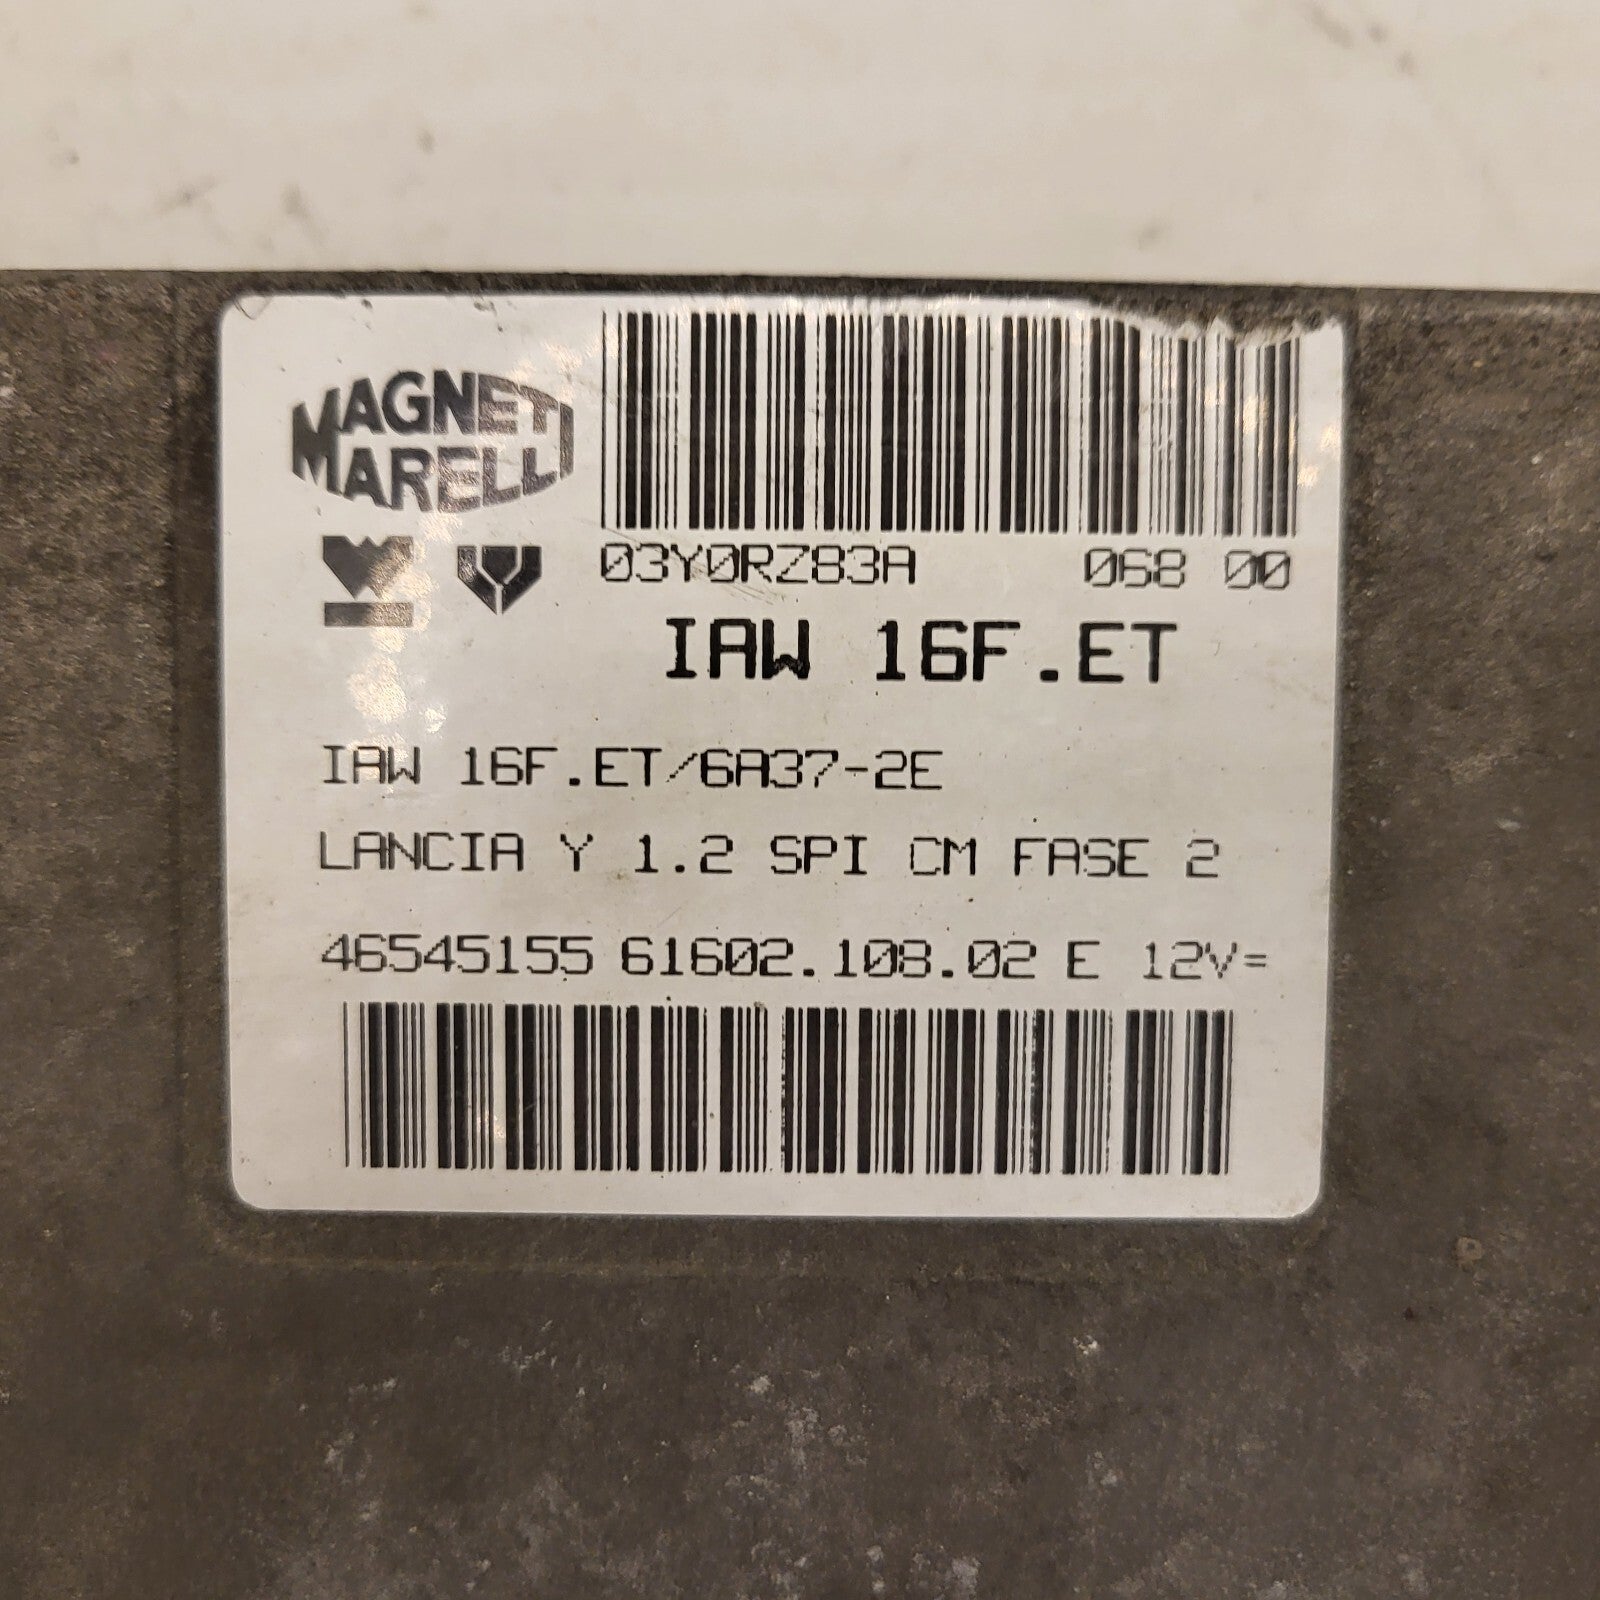 MAGNETI
MARELLI
03Y0RZ83A 068 00
IAW 16F.ET
IAW 16F.ET/6A37-2E
LANCIA Y 1.2 SPI CM FASE 2
46545155 61602.108.02 E 12V=